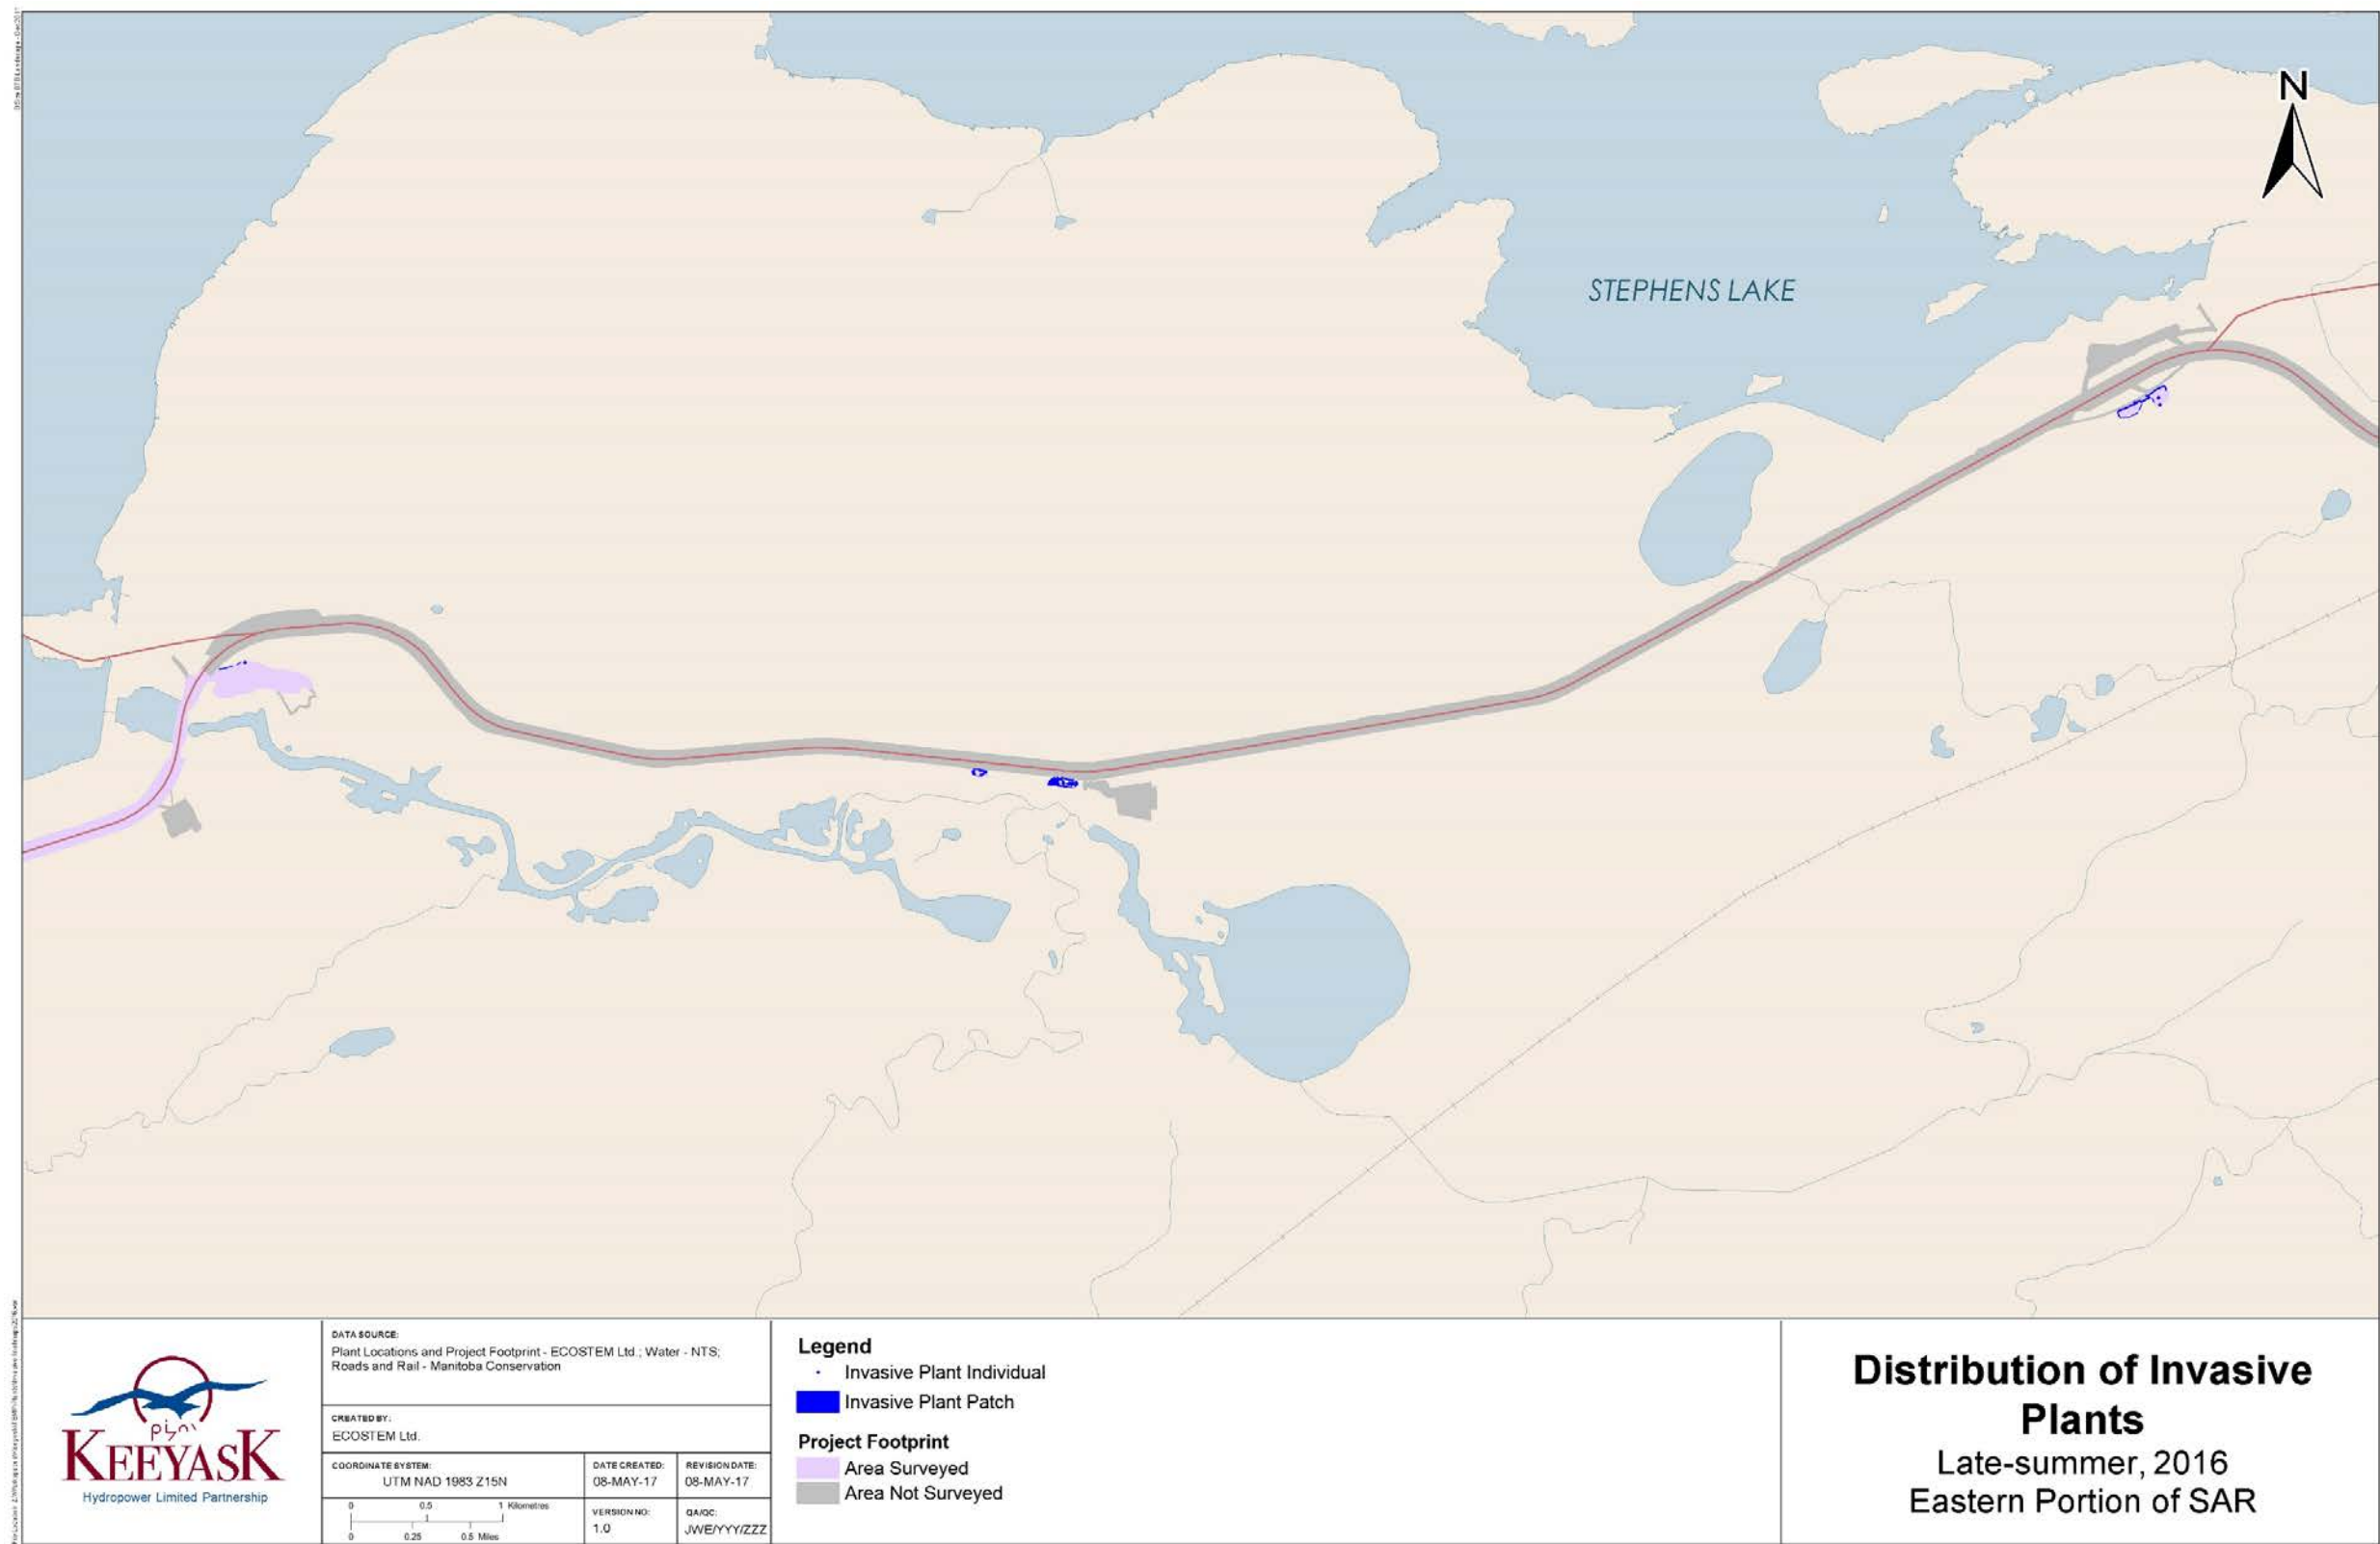 N
STEPHENS LAKE
ᑭᔭᐢᐠ
KEEYASK
Hydropower Limited Partnership
DATA SOURCE:
Plant Locations and Project Footprint - ECOSTEM Ltd.; Water - NTS;
Roads and Rail - Manitoba Conservation
CREATED BY:
ECOSTEM Ltd.
COORDINATE SYSTEM:
UTM NAD 1983 Z15N
DATE CREATED:
08-MAY-17
REVISION DATE:
08-MAY-17
0 0.5 1 Kilometres
0 0.25 0.5 Miles
VERSION NO:
1.0
QA/QC:
JWE/YYY/ZZZ
Legend
Invasive Plant Individual
Invasive Plant Patch
Project Footprint
Area Surveyed
Area Not Surveyed
Distribution of Invasive
Plants
Late-summer, 2016
Eastern Portion of SAR